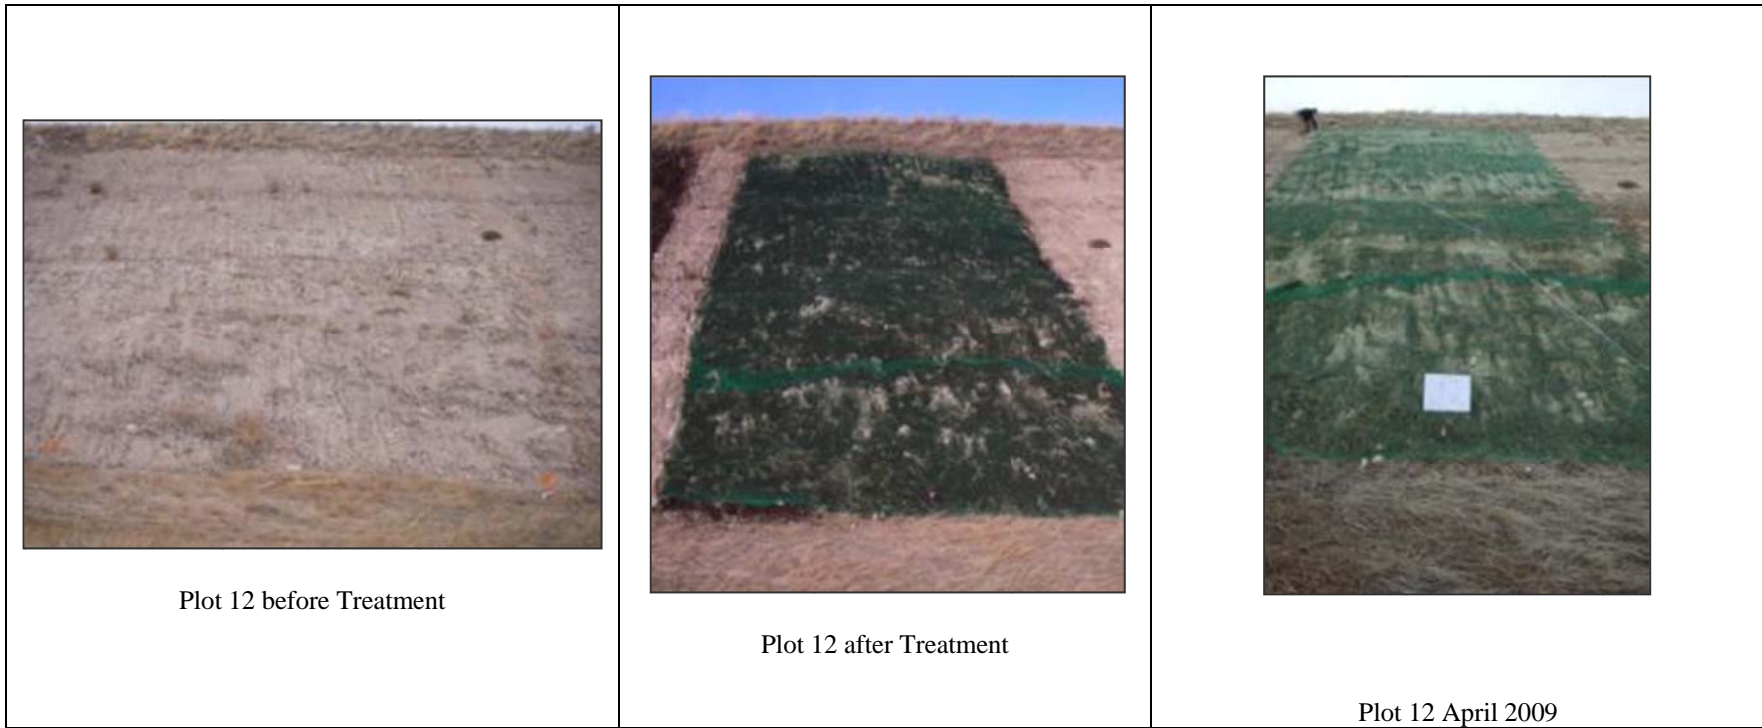 Plot 12 before Treatment
Plot 12 after Treatment
Plot 12 April 2009